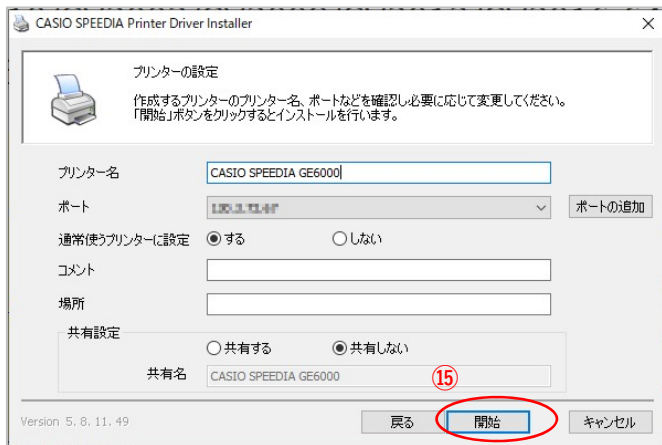 CASIO SPEEDIA Printer Driver Installer
プリンターの設定
作成するプリンターのプリンター名、ポートなどを確認し必要に応じて変更してください。
「開始」ボタンをクリックするとインストールを行います。
プリンター名 CASIO SPEEDIA GE6000
ポート ポートの追加
通常使うプリンターに設定 する しない
コメント
場所
共有設定
共有する 共有しない
共有名 CASIO SPEEDIA GE6000
⑮
Version 5. 8. 11. 49 戻る 開始 キャンセル